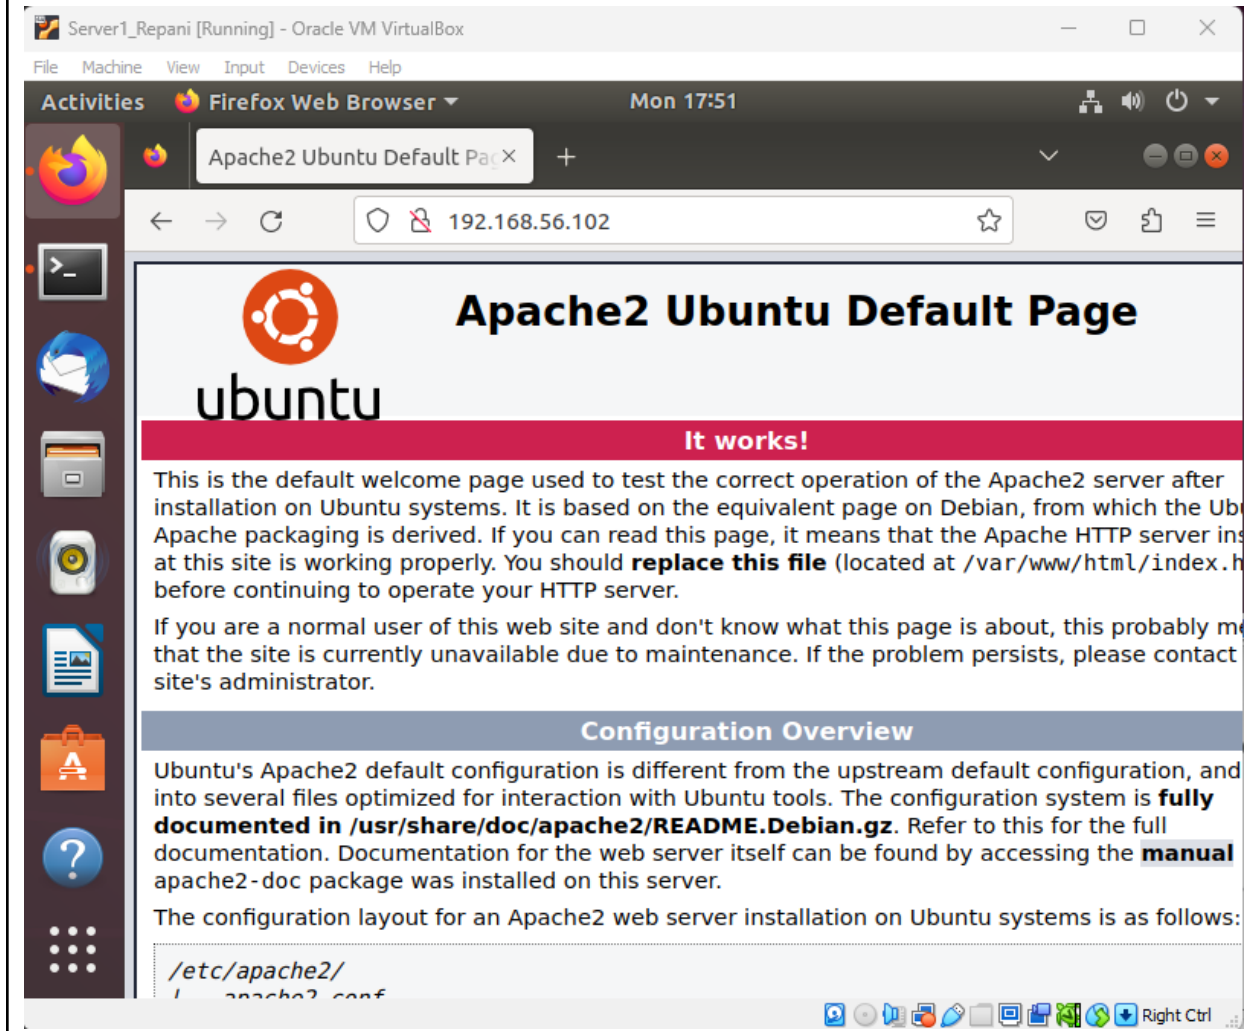 Server1_Repani [Running] - Oracle VM VirtualBox
File Machine View Input Devices Help
Activities Firefox Web Browser Mon 17:51
Apache2 Ubuntu Default Pag
192.168.56.102
ubuntu
Apache2 Ubuntu Default Page
It works!
This is the default welcome page used to test the correct operation of the Apache2 server after
installation on Ubuntu systems. It is based on the equivalent page on Debian, from which the Ubu
Apache packaging is derived. If you can read this page, it means that the Apache HTTP server ins
at this site is working properly. You should replace this file (located at /var/www/html/index.h
before continuing to operate your HTTP server.
If you are a normal user of this web site and don't know what this page is about, this probably me
that the site is currently unavailable due to maintenance. If the problem persists, please contact
site's administrator.
Configuration Overview
Ubuntu's Apache2 default configuration is different from the upstream default configuration, and
into several files optimized for interaction with Ubuntu tools. The configuration system is fully
documented in /usr/share/doc/apache2/README.Debian.gz. Refer to this for the full
documentation. Documentation for the web server itself can be found by accessing the manual
apache2-doc package was installed on this server.
The configuration layout for an Apache2 web server installation on Ubuntu systems is as follows:
/etc/apache2/
apache2.conf
Right Ctrl